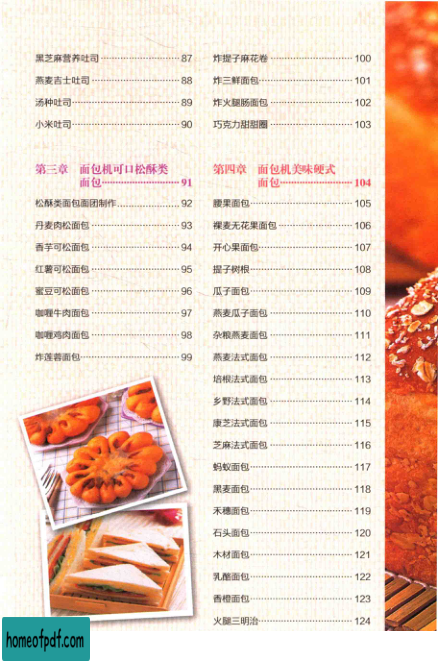 黑芝麻营养吐司 87
燕麦吉士吐司 88
汤种吐司 89
小米吐司 90
第三章 面包机可口松酥类
面包 91
松酥类面包面团制作 92
丹麦肉松面包 93
香芋可松面包 94
红薯可松面包 95
蜜豆可松面包 96
咖喱牛肉面包 97
咖喱鸡肉面包 98
炸莲蓉面包 99
炸提子麻花卷 100
炸三鲜面包 101
炸火腿肠面包 102
巧克力甜甜圈 103
第四章 面包机美味硬式
面包 104
腰果面包 105
裸麦无花果面包 106
开心果面包 107
提子树根 108
瓜子面包 109
燕麦瓜子面包 110
杂粮燕麦面包 111
燕麦法式面包 112
培根法式面包 113
乡野法式面包 114
康芝法式面包 115
芝麻法式面包 116
蚂蚁面包 117
黑麦面包 118
禾穗面包 119
石头面包 120
木材面包 121
乳酪面包 122
香橙面包 123
火腿三明治 124
homeofpdf.com